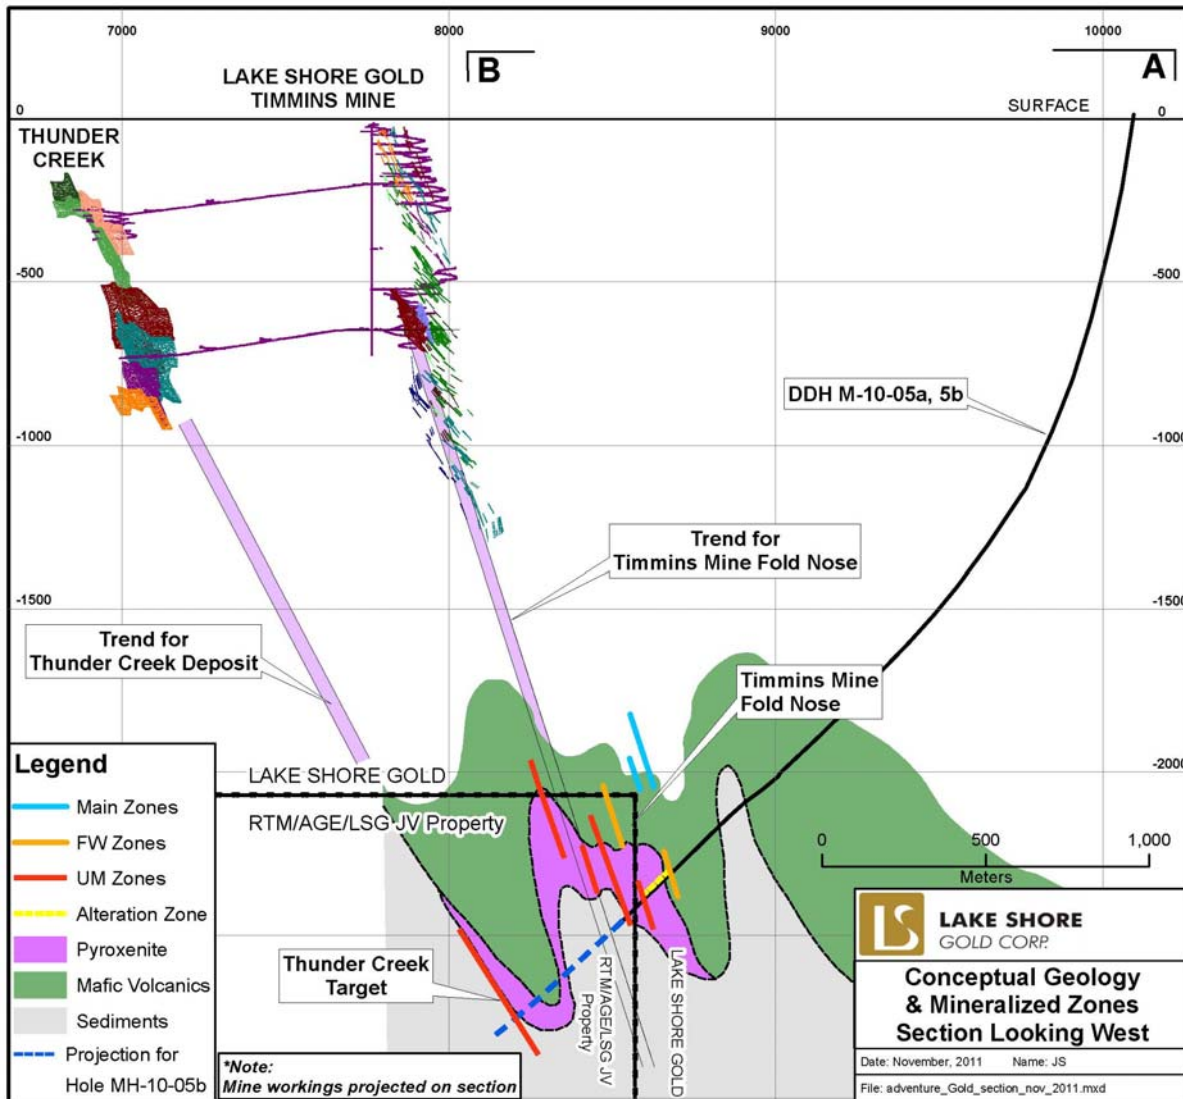 7000 8000 9000 10000
B
A
LAKE SHORE GOLD
TIMMINS MINE
SURFACE
0
0
THUNDER
CREEK
-500
-500
DDH M-10-05a, 5b
-1000
-1000
Trend for
Timmins Mine Fold Nose
-1500
-1500
Trend for
Thunder Creek Deposit
Timmins Mine
Fold Nose
-2000
LAKE SHORE GOLD
RTM/AGE/LSG JV Property
0 500 1,000
Meters
Thunder Creek
Target
RTM/AGE/LSG JV
Property
LAKE SHORE GOLD
Legend
Main Zones
FW Zones
UM Zones
Alteration Zone
Pyroxenite
Mafic Volcanics
Sediments
Projection for
Hole MH-10-05b
*Note:
Mine workings projected on section
LS
LAKE SHORE
GOLD CORP.
Conceptual Geology
& Mineralized Zones
Section Looking West
Date: November, 2011 Name: JS
File: adventure_Gold_section_nov_2011.mxd